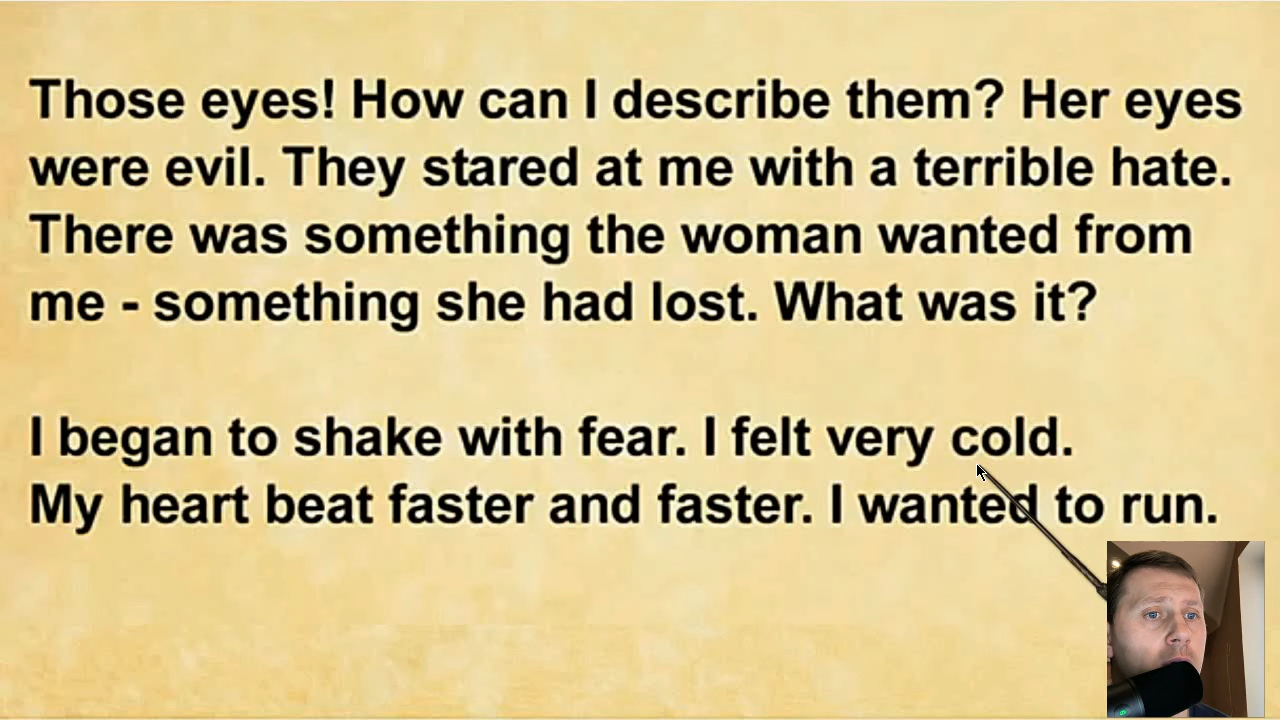 Those eyes! How can I describe them? Her eyes
were evil. They stared at me with a terrible hate.
There was something the woman wanted from
me - something she had lost. What was it?
I began to shake with fear. I felt very cold.
My heart beat faster and faster. I wanted to run.